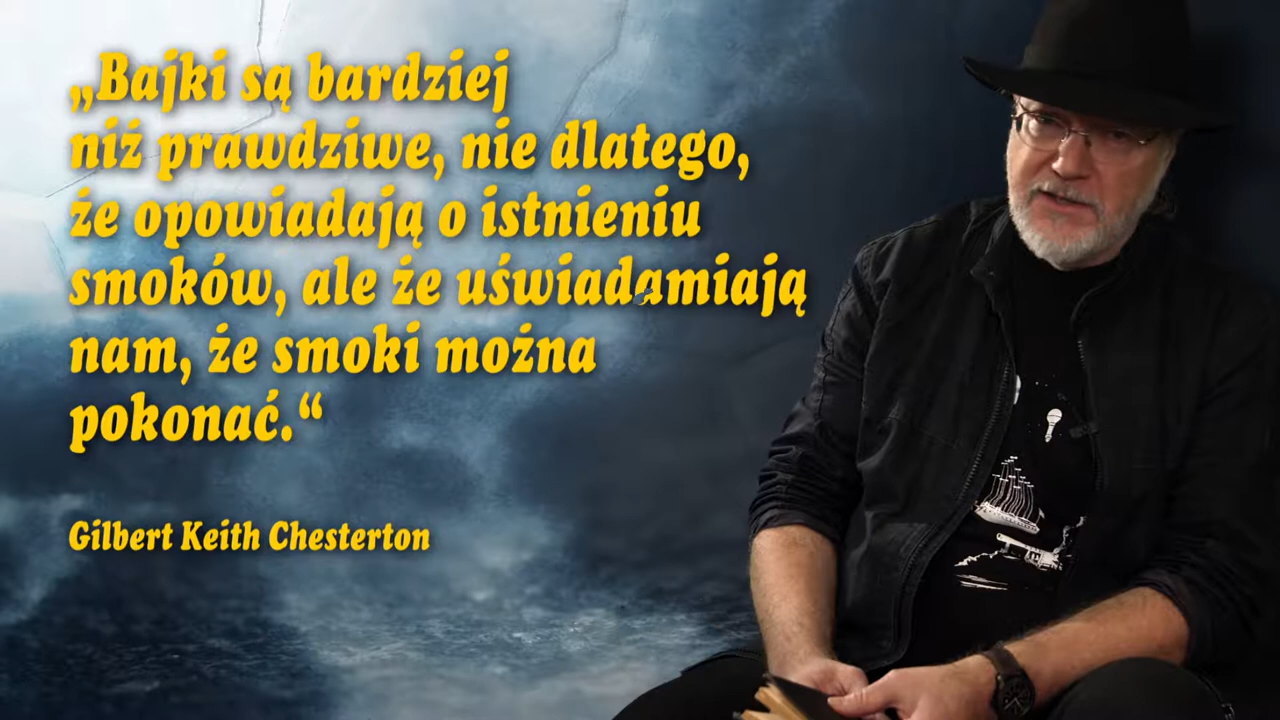 „Bajki są bardziej
niż prawdziwe, nie dlatego,
że opowiadają o istnieniu
smoków, ale że uświadamiają
nam, że smoki można
pokonać.“
Gilbert Keith Chesterton